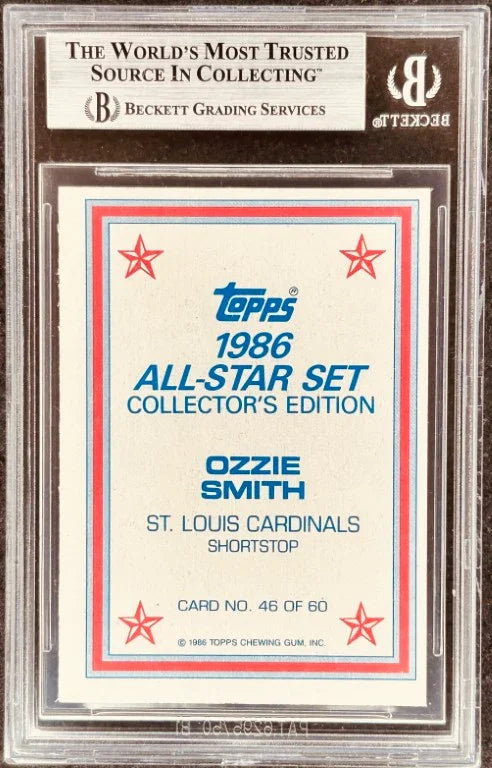 THE WORLD'S MOST TRUSTED
SOURCE IN COLLECTING™
B BECKETT GRADING SERVICES
B
BECKETT®
Topps®
1986
ALL-STAR SET
COLLECTOR'S EDITION
OZZIE
SMITH
ST. LOUIS CARDINALS
SHORTSTOP
CARD NO. 46 OF 60
© 1986 TOPPS CHEWING GUM, INC.